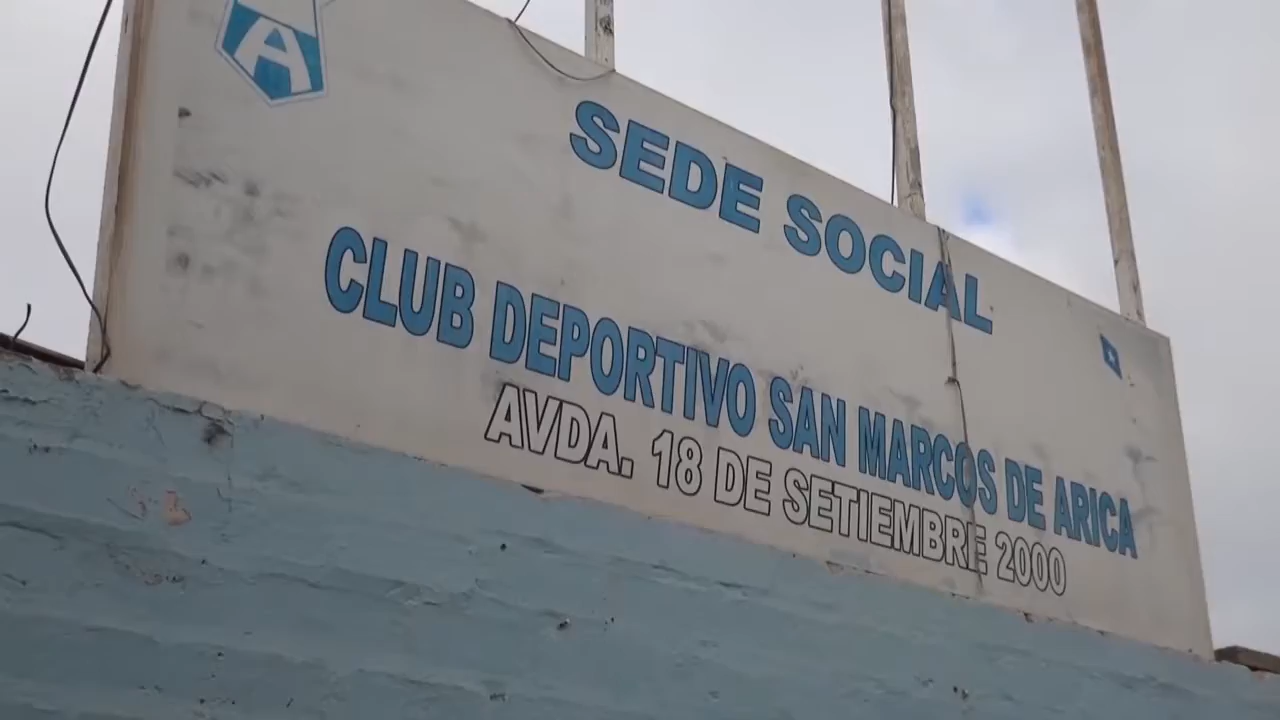 A
SEDE SOCIAL
CLUB DEPORTIVO SAN MARCOS DE ARICA
AVDA. 18 DE SETIEMBRE 2000